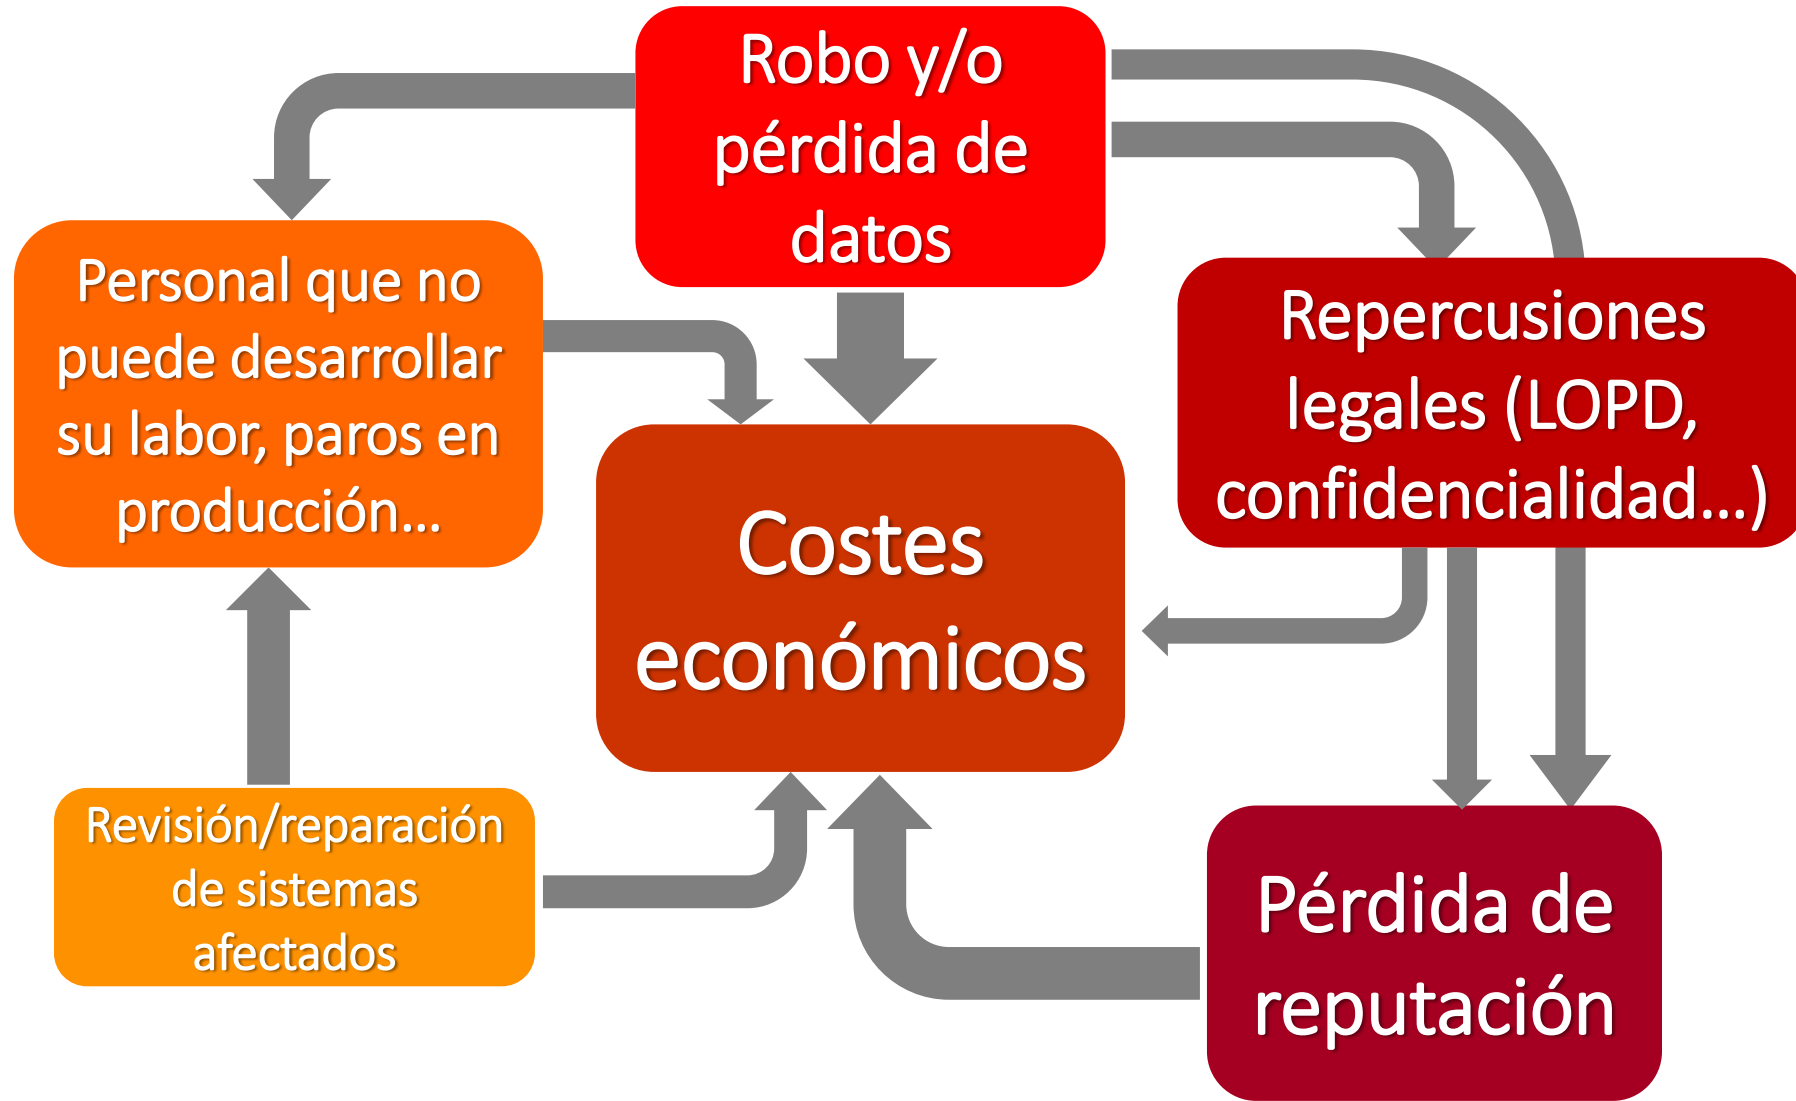 Robo y/o
pérdida de
datos
Personal que no
puede desarrollar
su labor, paros en
producción...
Repercusiones
legales (LOPD,
confidencialidad...)
Costes
económicos
Revisión/reparación
de sistemas
afectados
Pérdida de
reputación